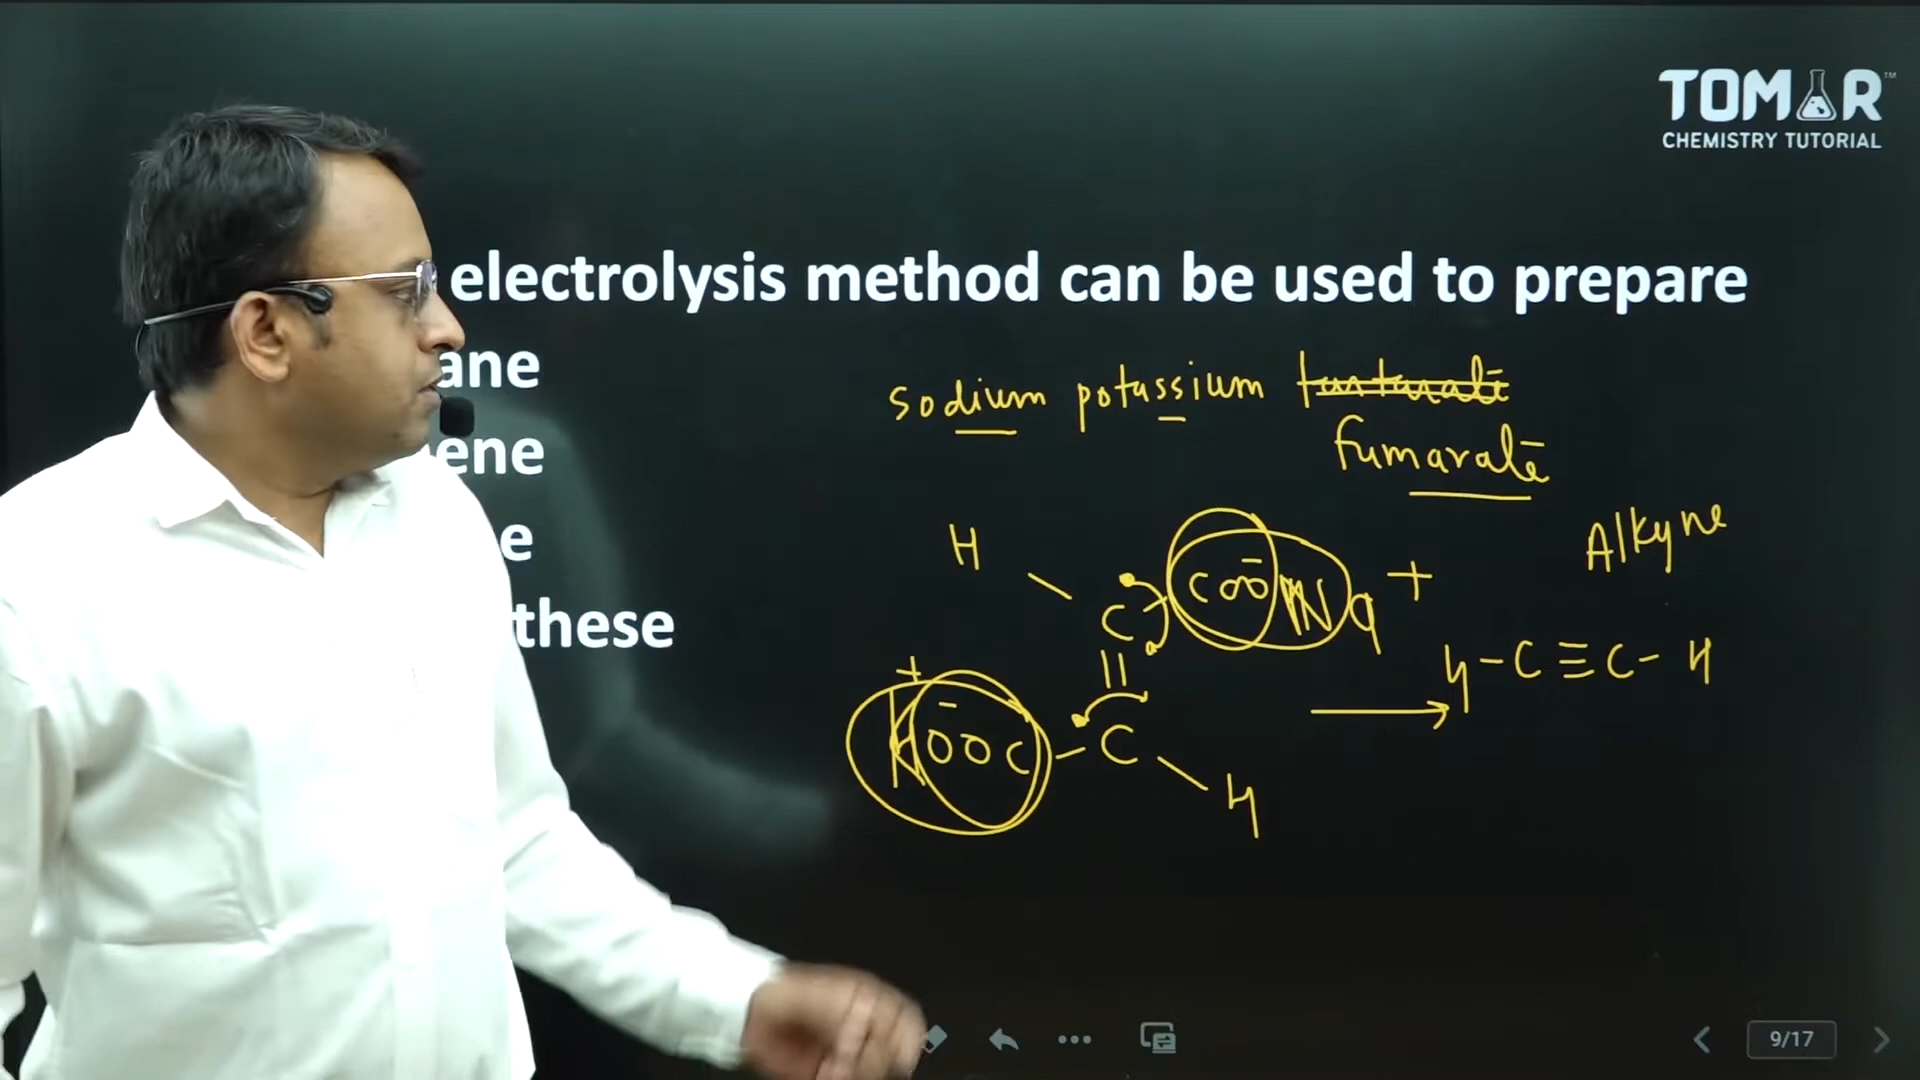 TOMAR™
CHEMISTRY TUTORIAL
electrolysis method can be used to prepare
ane
ene
e
these
sodium potassium
fumarate
Alkyne
H
C COO⁻ Na +
||
+
K ⁻OOC - C
H
H-C≡C-H
9/17